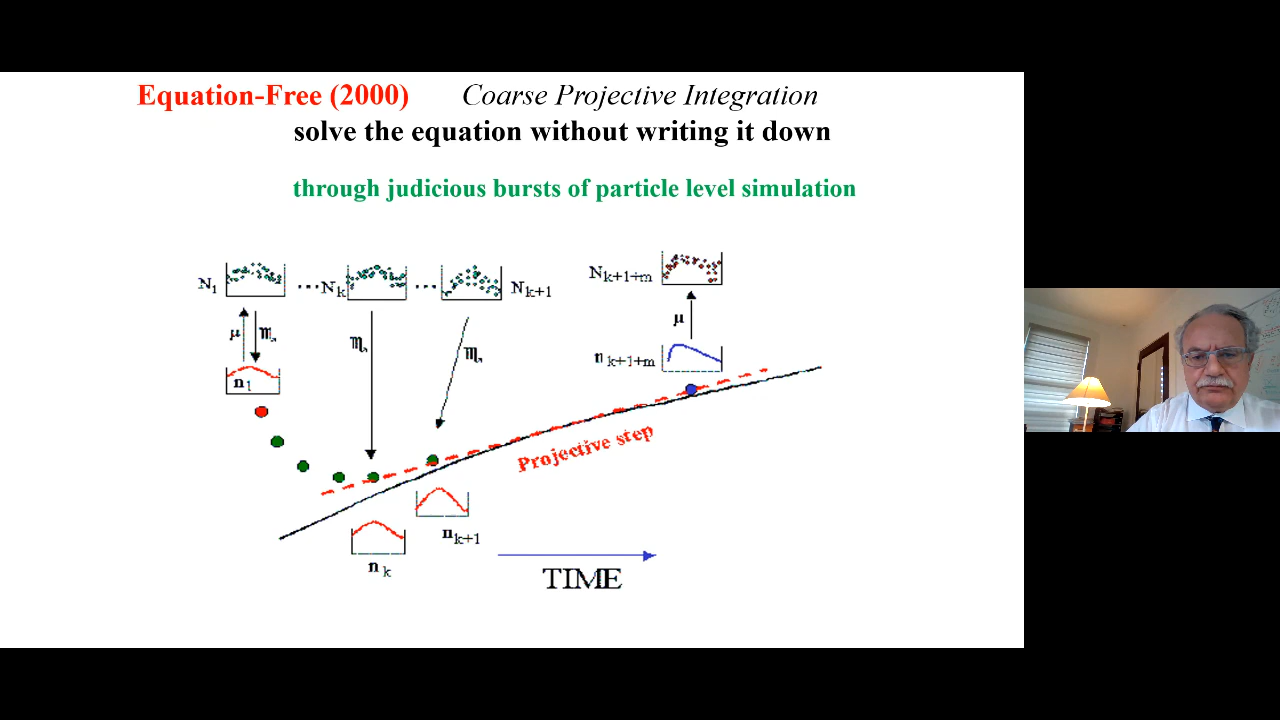 Equation-Free (2000) Coarse Projective Integration
solve the equation without writing it down
through judicious bursts of particle level simulation
N1 ...Nk ... Nk+1 Nk+1+m
μ ♏ ♏ ♏ μ
n1 nk+1+m
Projective step
nk+1
nk
TIME